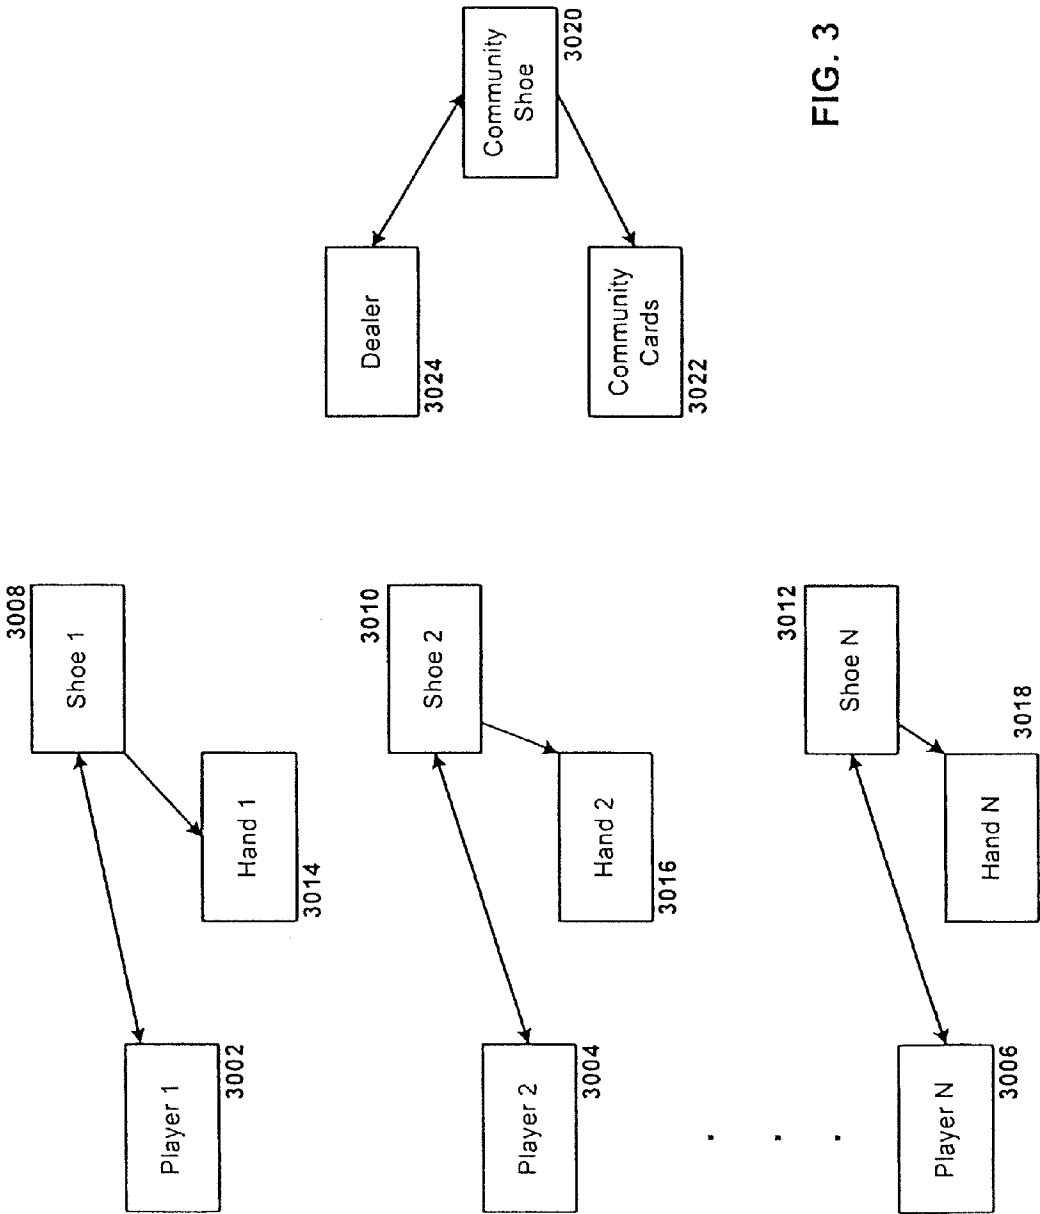 Player 1
3002
Shoe 1
3008
Hand 1
3014
Player 2
3004
Shoe 2
3010
Hand 2
3016
. . .
Player N
3006
Shoe N
3012
Hand N
3018
Dealer
3024
Community
Shoe
3020
Community
Cards
3022
FIG. 3